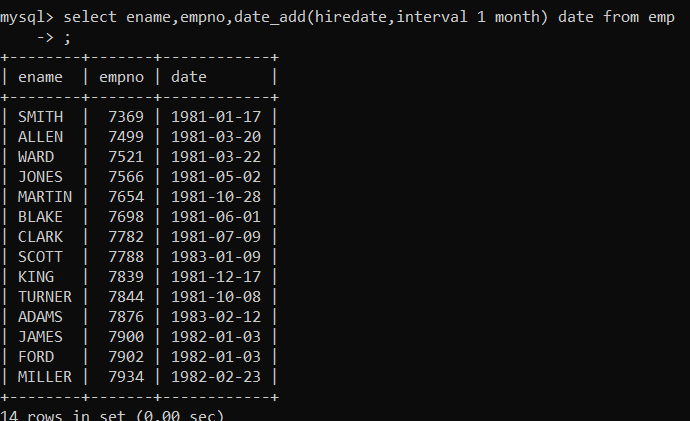 mysql> select ename,empno,date_add(hiredate,interval 1 month) date from emp
    -> ;
+--------+-------+------------+
| ename  | empno | date       |
+--------+-------+------------+
| SMITH  |  7369 | 1981-01-17 |
| ALLEN  |  7499 | 1981-03-20 |
| WARD   |  7521 | 1981-03-22 |
| JONES  |  7566 | 1981-05-02 |
| MARTIN |  7654 | 1981-10-28 |
| BLAKE  |  7698 | 1981-06-01 |
| CLARK  |  7782 | 1981-07-09 |
| SCOTT  |  7788 | 1983-01-09 |
| KING   |  7839 | 1981-12-17 |
| TURNER |  7844 | 1981-10-08 |
| ADAMS  |  7876 | 1983-02-12 |
| JAMES  |  7900 | 1982-01-03 |
| FORD   |  7902 | 1982-01-03 |
| MILLER |  7934 | 1982-02-23 |
+--------+-------+------------+
14 rows in set (0.00 sec)